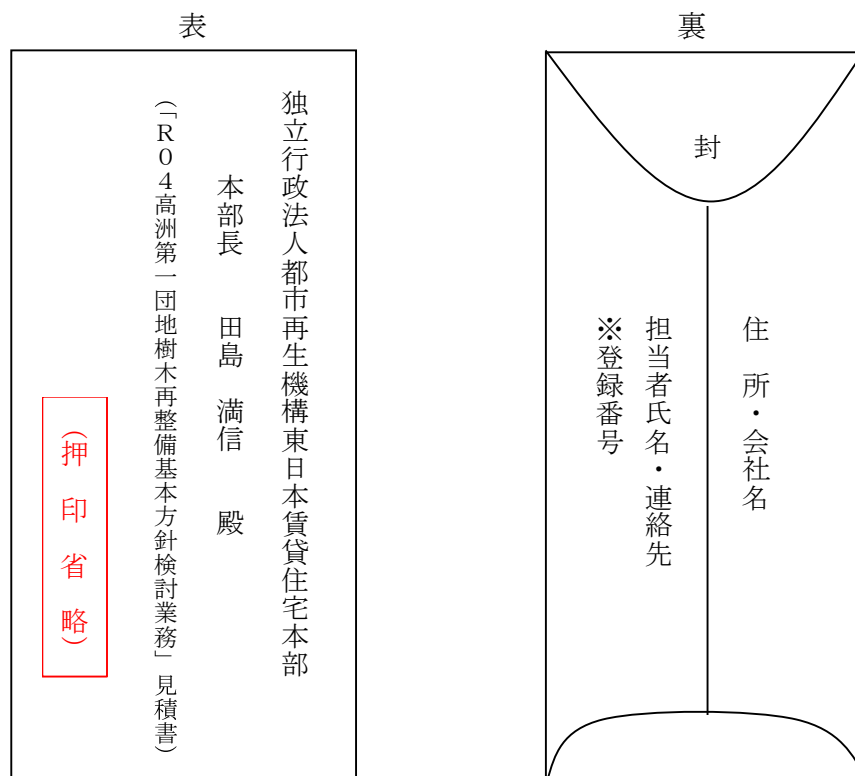 表
独立行政法人都市再生機構東日本賃貸住宅本部
本部長　田島　満信　殿
（「Ｒ０４高洲第一団地樹木再整備基本方針検討業務」見積書）
（押印省略）
裏
封
住　所・会社名
担当者氏名・連絡先
※登録番号